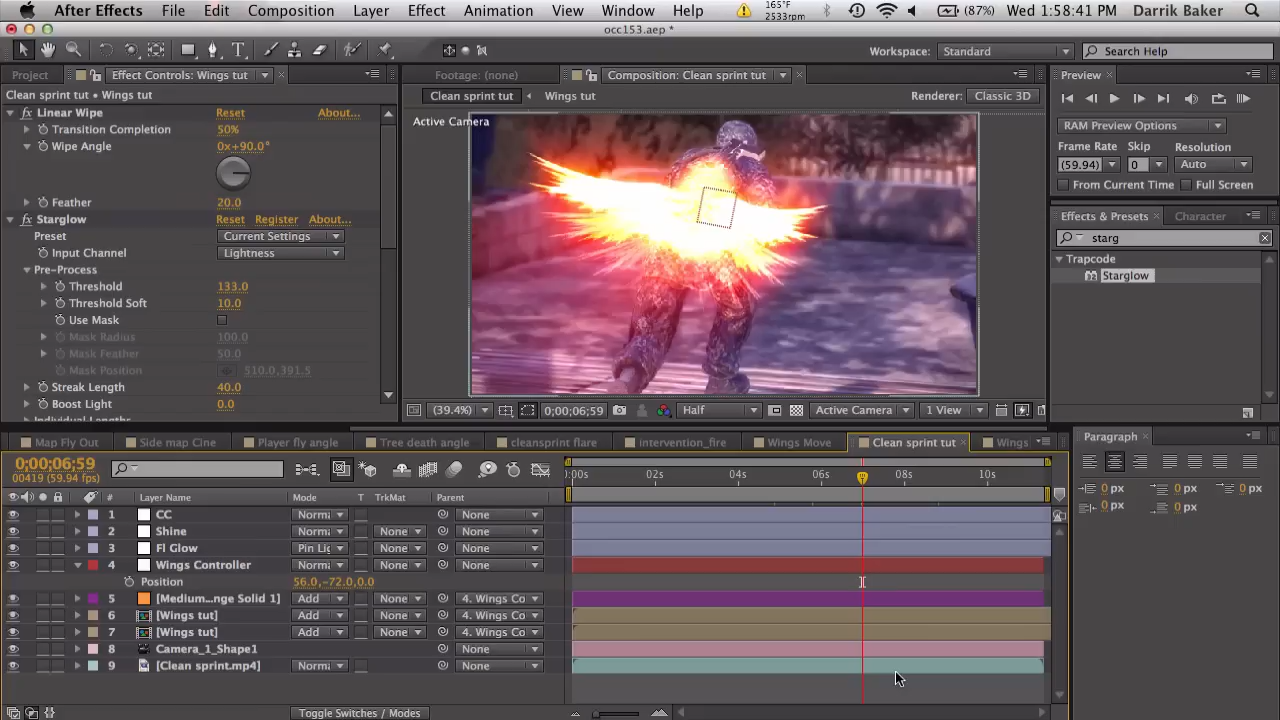 After Effects File Edit Composition Layer Effect Animation View Window Help 165°F 2533rpm (87%) Wed 1:58:41 PM Darrik Baker
occ153.aep *
Workspace: Standard Search Help
Project Effect Controls: Wings tut Footage: (none) Composition: Clean sprint tut Preview
Clean sprint tut • Wings tut
Clean sprint tut Wings tut Renderer: Classic 3D
Active Camera
Linear Wipe Reset About...
Transition Completion 50%
Wipe Angle 0x+90.0°
Feather 20.0
Starglow Reset Register About...
Preset Current Settings
Input Channel Lightness
Pre-Process
Threshold 133.0
Threshold Soft 10.0
Use Mask
Mask Radius 100.0
Mask Feather 50.0
Mask Position 510.0,391.5
Streak Length 40.0
Boost Light 0.0
(39.4%) 0;00;06;59 Half Active Camera 1 View
RAM Preview Options
Frame Rate Skip Resolution
(59.94) 0 Auto
From Current Time Full Screen
Effects & Presets Character
starg
Trapcode
Starglow
Map Fly Out Side map Cine Player fly angle Tree death angle cleansprint flare intervention_fire Wings Move Clean sprint tut Wings
Paragraph
0 px 0 px 0 px
0 px 0 px
0;00;06;59
00419 (59.94 fps)
:00s 02s 04s 06s 08s 10s
# Layer Name Mode T TrkMat Parent
1 CC Norma None
2 Shine Norma None None
3 Fl Glow Pin Lig None None
4 Wings Controller Norma None None
Position 56.0,-72.0,0.0
5 [Medium...nge Solid 1] Add None 4. Wings Co
6 [Wings tut] Add None 4. Wings Co
7 [Wings tut] Add None 4. Wings Co
8 Camera_1_Shape1 None
9 [Clean sprint.mp4] Norma None None
Toggle Switches / Modes